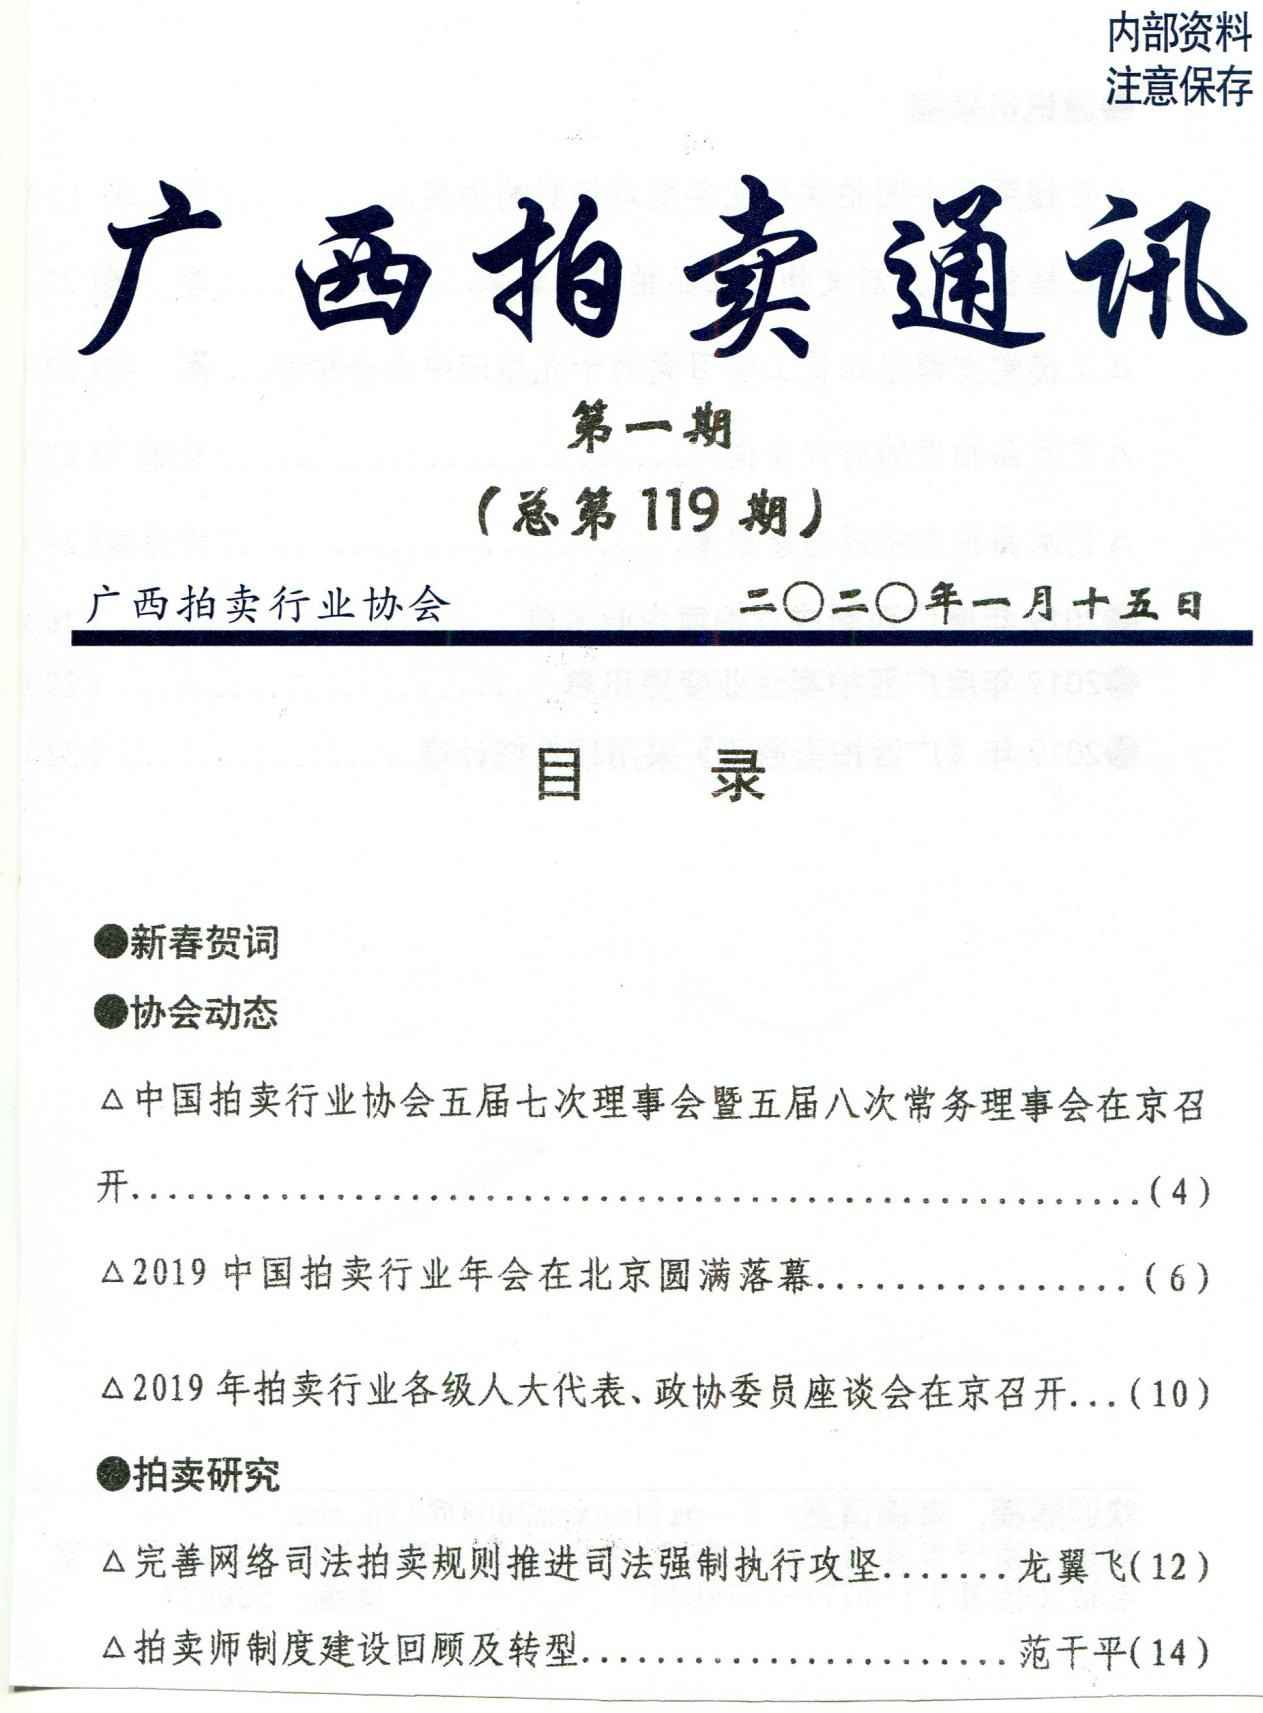 内部资料
注意保存
广西拍卖通讯
第一期
（总第119期）
广西拍卖行业协会 二〇二〇年一月十五日
目 录
●新春贺词
●协会动态
△中国拍卖行业协会五届七次理事会暨五届八次常务理事会在京召
开......................................................(4)
△2019中国拍卖行业年会在北京圆满落幕................(6)
△2019年拍卖行业各级人大代表、政协委员座谈会在京召开...(10)
●拍卖研究
△完善网络司法拍卖规则推进司法强制执行攻坚.......龙翼飞(12)
△拍卖师制度建设回顾及转型.......................范干平(14)